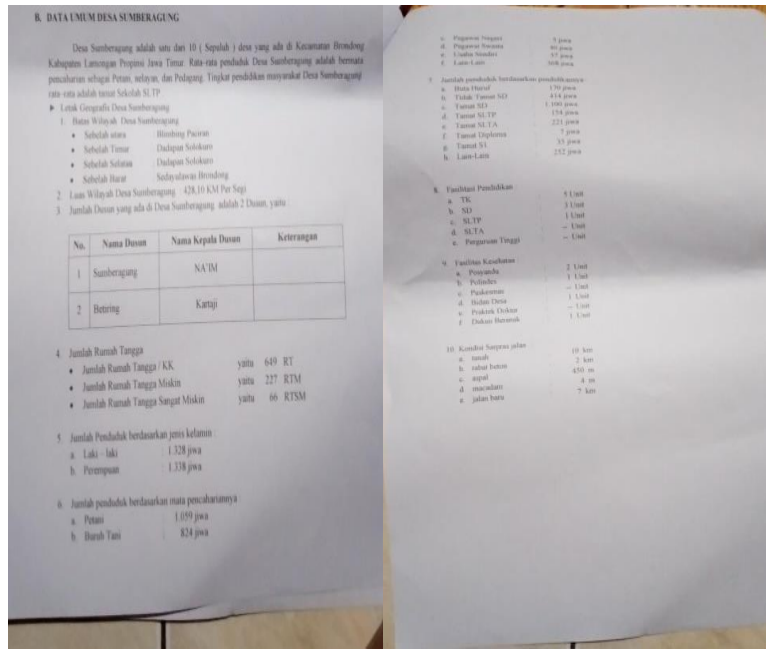 B. DATA UMUM DESA SUMBERAGUNG
Desa Sumberagung adalah satu dari 10 ( Sepuluh ) desa yang ada di Kecamatan Brondong
Kabupaten Lamongan Propinsi Jawa Timur. Rata-rata penduduk Desa Sumberagung adalah bermata
pencaharian sebagai Petani, nelayan, dan Pedagang. Tingkat pendidikan masyarakat Desa Sumberagung
rata-rata adalah tamat Sekolah SLTP
Letak Geografis Desa Sumberagung
1. Batas Wilayah Desa Sumberagung
• Sebelah utara : Blimbing Paciran
• Sebelah Timur : Dadapan Solokuro
• Sebelah Selatan : Dadapan Solokuro
• Sebelah Barat : Sedayulawas Brondong
2. Luas Wilayah Desa Sumberagung 428,10 KM Per Segi
3. Jumlah Dusun yang ada di Desa Sumberagung adalah 2 Dusun, yaitu
No. Nama Dusun Nama Kepala Dusun Keterangan
1 Sumberagung NA'IM
2 Betiring Kartaji
4. Jumlah Rumah Tangga
• Jumlah Rumah Tangga / KK yaitu 649 RT
• Jumlah Rumah Tangga Miskin yaitu 227 RTM
• Jumlah Rumah Tangga Sangat Miskin yaitu 66 RTSM
5. Jumlah Penduduk berdasarkan jenis kelamin :
a. Laki - laki : 1.328 jiwa
b. Perempuan : 1.338 jiwa
6. Jumlah penduduk berdasarkan mata pencahariannya :
a. Petani : 1.059 jiwa
b. Buruh Tani 824 jiwa
c. Pegawai Negeri 5 jiwa
d. Pegawai Swasta jiwa
e. Usaha Sendiri jiwa
f. Lain-Lain jiwa
7. Jumlah penduduk berdasarkan pendidikannya
a. Buta Huruf 179 jiwa
b. Tidak Tamat SD 414 jiwa
c. Tamat SD jiwa
d. Tamat SLTP 154 jiwa
e. Tamat SLTA 221 jiwa
f. Tamat Diploma 7 jiwa
g. Tamat S1 35 jiwa
h. Lain-Lain 252 jiwa
8. Fasilitasi Pendidikan
a. TK 5 Unit
b. SD 3 Unit
c. SLTP 1 Unit
d. SLTA -- Unit
e. Perguruan Tinggi -- Unit
9. Fasilitas Kesehatan
a. Posyandu 2 Unit
b. Polindes 1 Unit
c. Puskesmas -- Unit
d. Bidan Desa 1 Unit
e. Praktek Dokter -- Unit
f. Dukun Beranak 1 Unit
10. Kondisi Saspras jalan
a. tanah 10 km
b. rabat beton 2 km
c. aspal 450 m
d. macadam 4 m
e. jalan baru 7 km